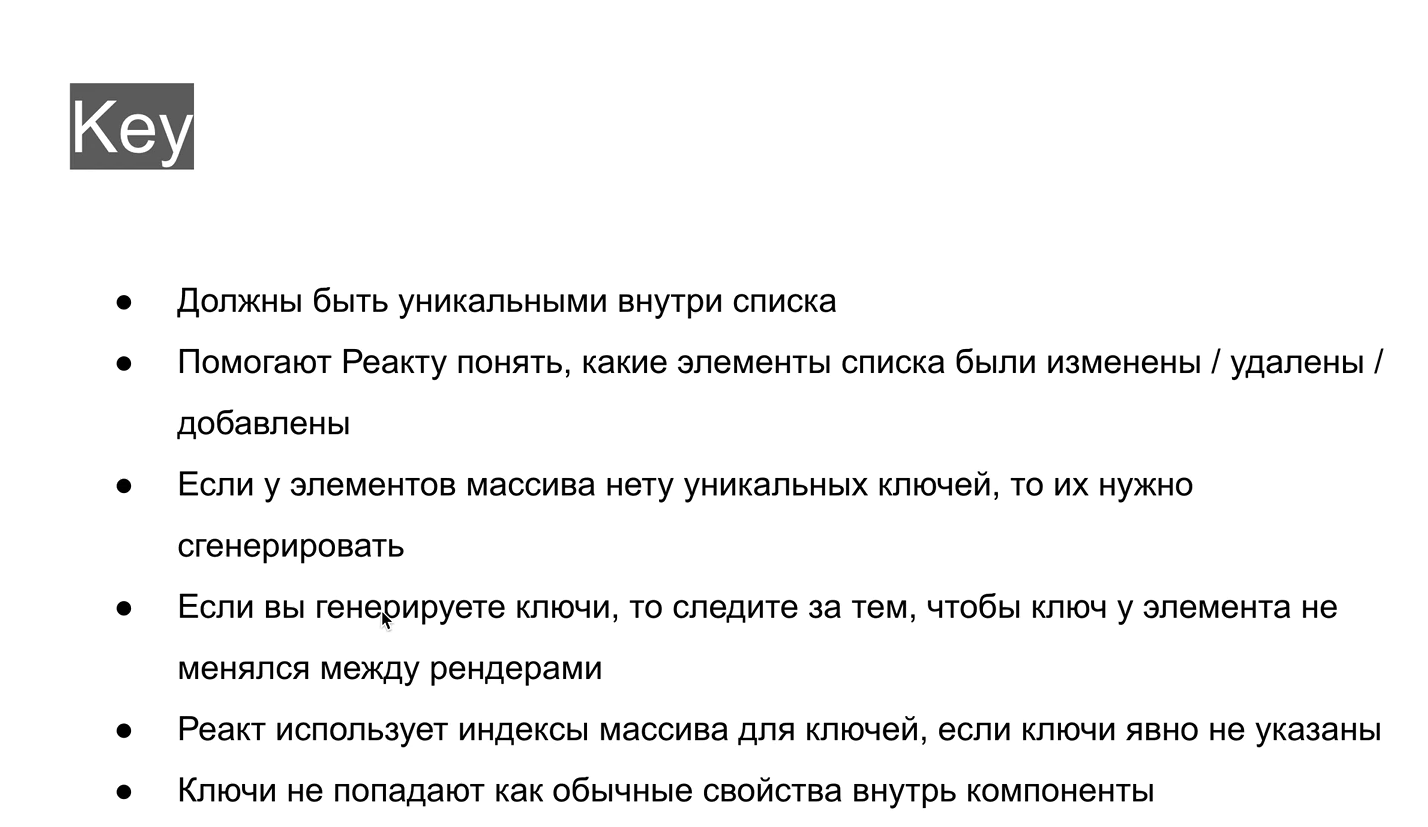 Key
● Должны быть уникальными внутри списка
● Помогают Реакту понять, какие элементы списка были изменены / удалены /
добавлены
● Если у элементов массива нету уникальных ключей, то их нужно
сгенерировать
● Если вы генерируете ключи, то следите за тем, чтобы ключ у элемента не
менялся между рендерами
● Реакт использует индексы массива для ключей, если ключи явно не указаны
● Ключи не попадают как обычные свойства внутрь компоненты